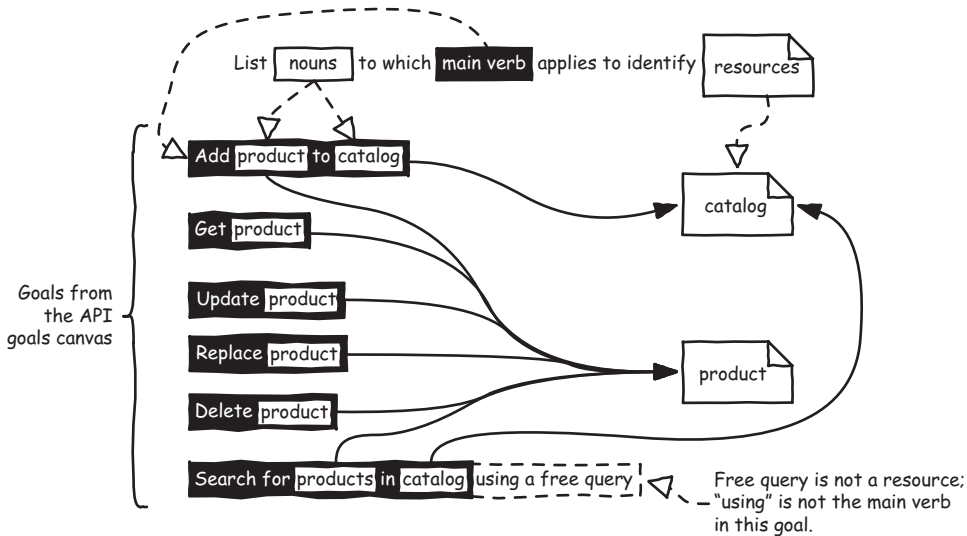 List nouns to which main verb applies to identify resources
Add product to catalog
catalog
Get product
Goals from
the API
goals canvas
Update product
Replace product
product
Delete product
Search for products in catalog using a free query
Free query is not a resource;
“using” is not the main verb
in this goal.